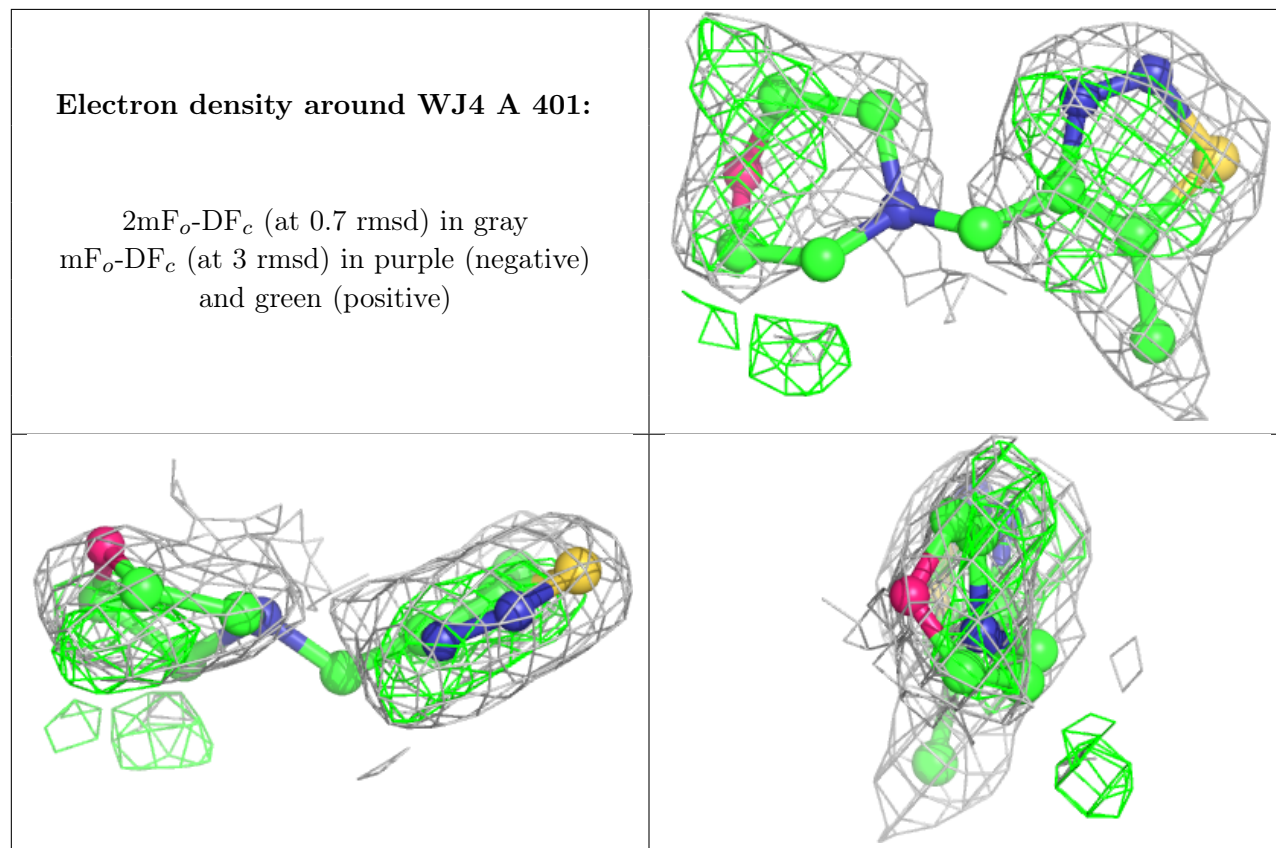 Electron density around WJ4 A 401:
2mFo-DFc (at 0.7 rmsd) in gray
mFo-DFc (at 3 rmsd) in purple (negative)
and green (positive)